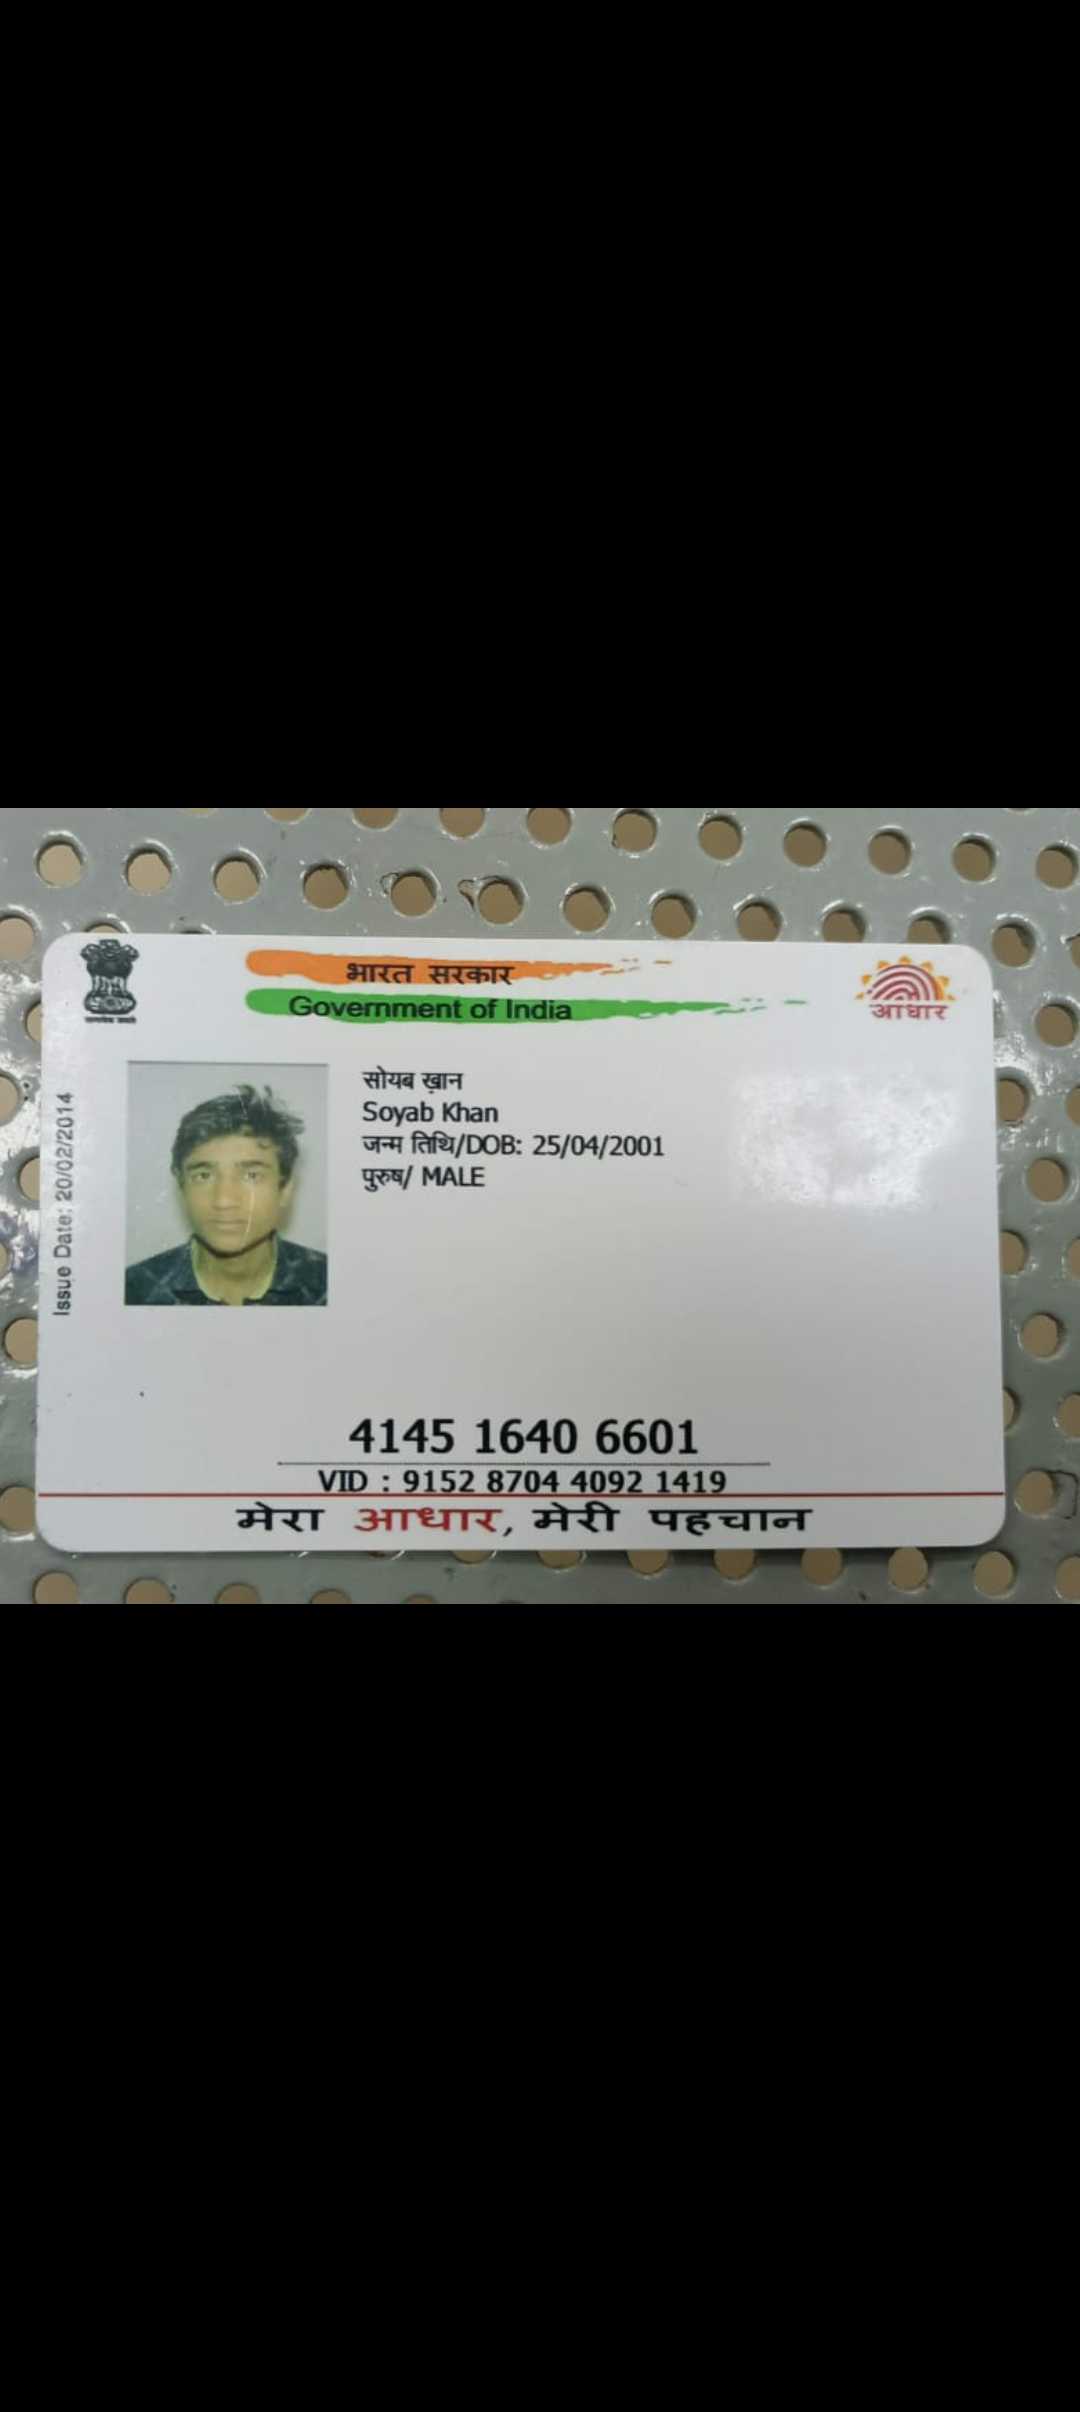 भारत सरकार
Government of India
आधार
Issue Date: 20/02/2014
सोयब ख़ान
Soyab Khan
जन्म तिथि/DOB: 25/04/2001
पुरुष/ MALE
4145 1640 6601
VID : 9152 8704 4092 1419
मेरा आधार, मेरी पहचान